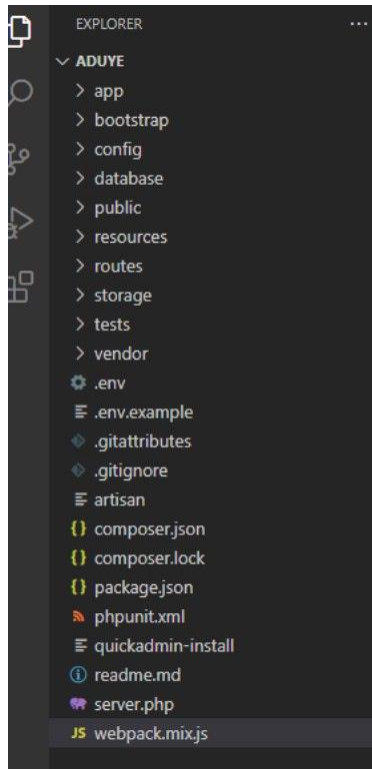 EXPLORER ...
ADUYE
app
bootstrap
config
database
public
resources
routes
storage
tests
vendor
.env
.env.example
.gitattributes
.gitignore
artisan
{} composer.json
{} composer.lock
{} package.json
phpunit.xml
quickadmin-install
readme.md
server.php
JS webpack.mix.js